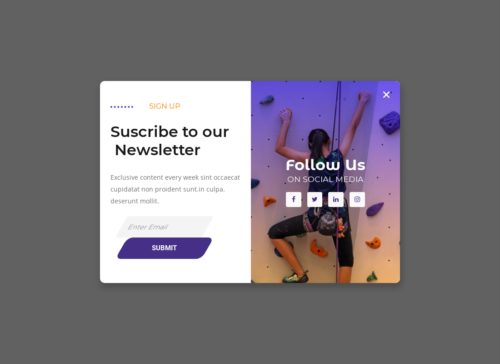 SIGN UP
Suscribe to our
Newsletter
Exclusive content every week sint occaecat
cupidatat non proident sunt in culpa.
deserunt mollit.
Enter Email
SUBMIT
Follow Us
ON SOCIAL MEDIA